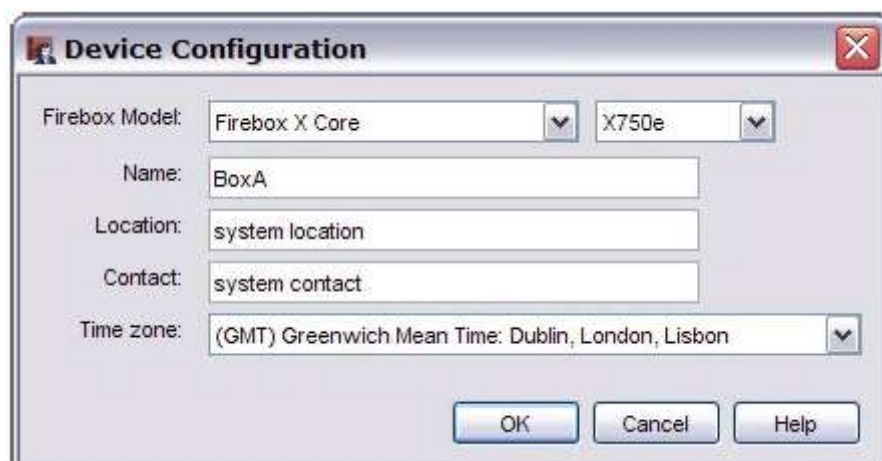 Device Configuration
Firebox Model: Firebox X Core X750e
Name: BoxA
Location: system location
Contact: system contact
Time zone: (GMT) Greenwich Mean Time: Dublin, London, Lisbon
OK Cancel Help